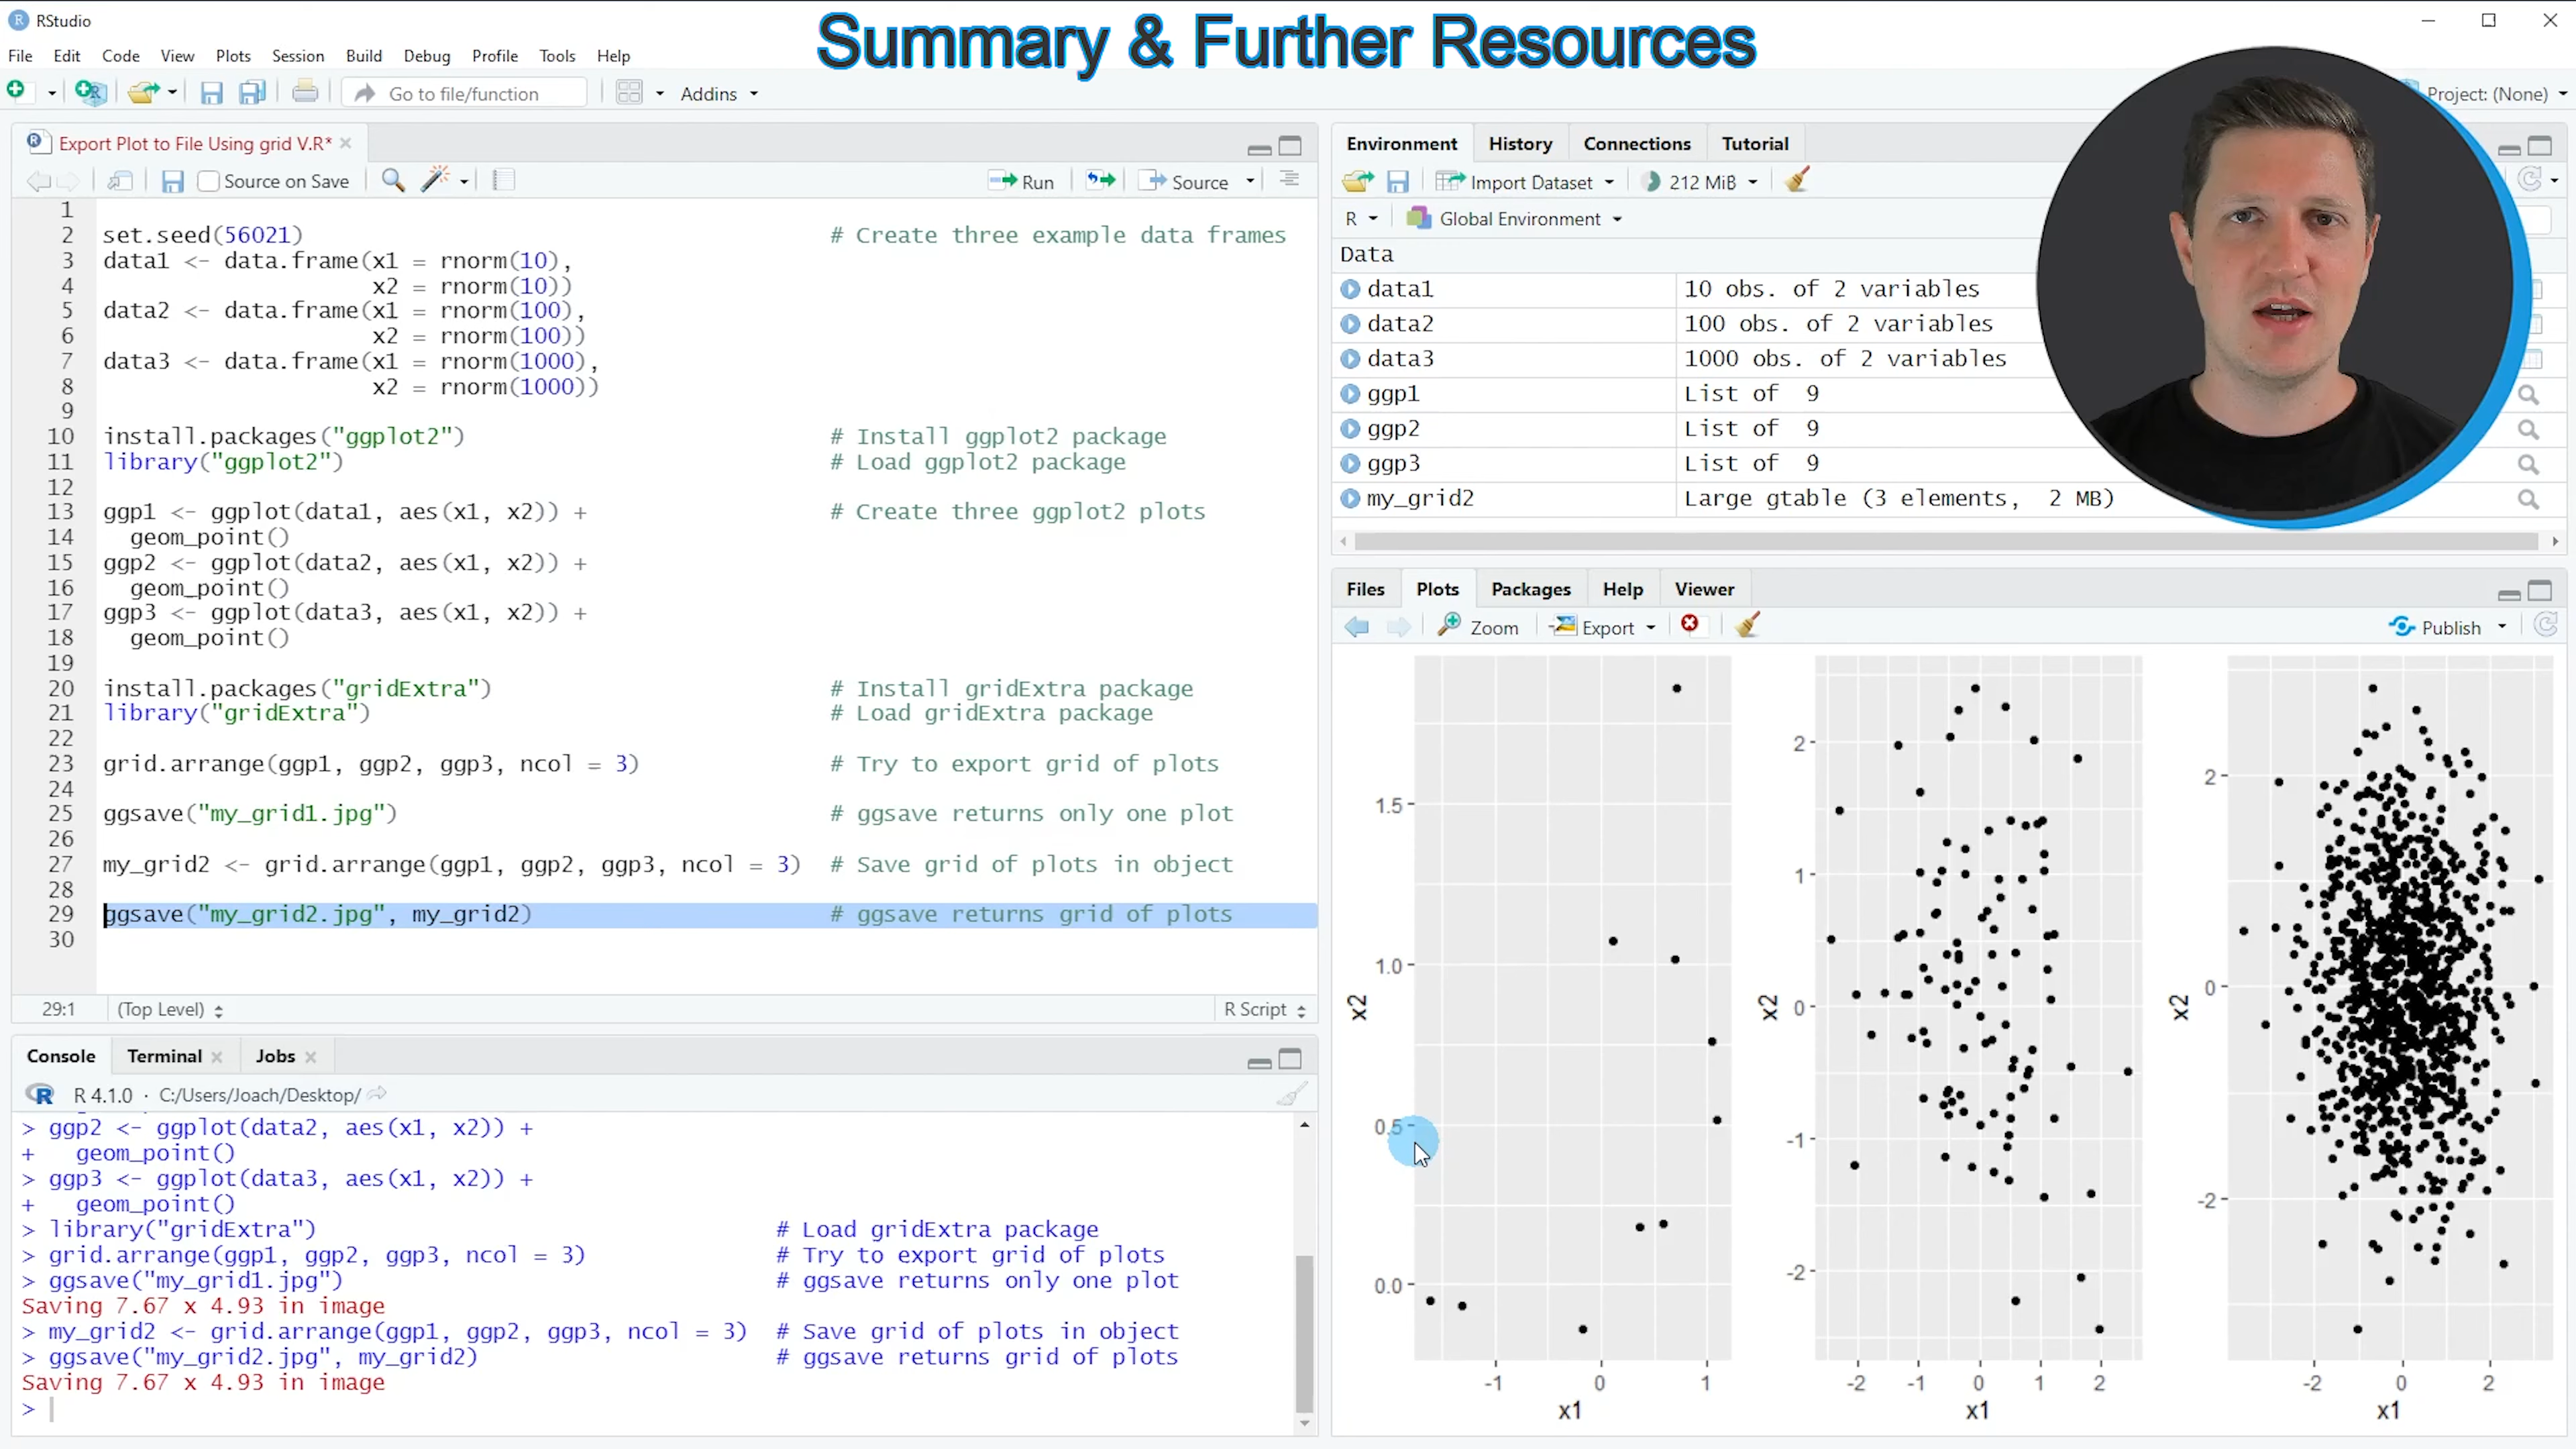 RStudio
Summary & Further Resources
File Edit Code View Plots Session Build Debug Profile Tools Help
Go to file/function Addins Project: (None)
Export Plot to File Using grid V.R*
Source on Save Run Source
1
2 set.seed(56021) # Create three example data frames
3 data1 <- data.frame(x1 = rnorm(10),
4 x2 = rnorm(10))
5 data2 <- data.frame(x1 = rnorm(100),
6 x2 = rnorm(100))
7 data3 <- data.frame(x1 = rnorm(1000),
8 x2 = rnorm(1000))
9
10 install.packages("ggplot2") # Install ggplot2 package
11 library("ggplot2") # Load ggplot2 package
12
13 ggp1 <- ggplot(data1, aes(x1, x2)) + # Create three ggplot2 plots
14 geom_point()
15 ggp2 <- ggplot(data2, aes(x1, x2)) +
16 geom_point()
17 ggp3 <- ggplot(data3, aes(x1, x2)) +
18 geom_point()
19
20 install.packages("gridExtra") # Install gridExtra package
21 library("gridExtra") # Load gridExtra package
22
23 grid.arrange(ggp1, ggp2, ggp3, ncol = 3) # Try to export grid of plots
24
25 ggsave("my_grid1.jpg") # ggsave returns only one plot
26
27 my_grid2 <- grid.arrange(ggp1, ggp2, ggp3, ncol = 3) # Save grid of plots in object
28
29 ggsave("my_grid2.jpg", my_grid2) # ggsave returns grid of plots
30
29:1 (Top Level) R Script
Console Terminal Jobs
R 4.1.0 · C:/Users/Joach/Desktop/
> ggp2 <- ggplot(data2, aes(x1, x2)) +
+ geom_point()
> ggp3 <- ggplot(data3, aes(x1, x2)) +
+ geom_point()
> library("gridExtra") # Load gridExtra package
> grid.arrange(ggp1, ggp2, ggp3, ncol = 3) # Try to export grid of plots
> ggsave("my_grid1.jpg") # ggsave returns only one plot
Saving 7.67 x 4.93 in image
> my_grid2 <- grid.arrange(ggp1, ggp2, ggp3, ncol = 3) # Save grid of plots in object
> ggsave("my_grid2.jpg", my_grid2) # ggsave returns grid of plots
Saving 7.67 x 4.93 in image
>
Environment History Connections Tutorial
Import Dataset 212 MiB
R Global Environment
Data
data1 10 obs. of 2 variables
data2 100 obs. of 2 variables
data3 1000 obs. of 2 variables
ggp1 List of 9
ggp2 List of 9
ggp3 List of 9
my_grid2 Large gtable (3 elements, 2 MB)
Files Plots Packages Help Viewer
Zoom Export Publish
x2
1.5
1.0
0.5
0.0
-1 0 1
x1
x2
2
1
0
-1
-2
-2 -1 0 1 2
x1
x2
2
0
-2
-2 0 2
x1